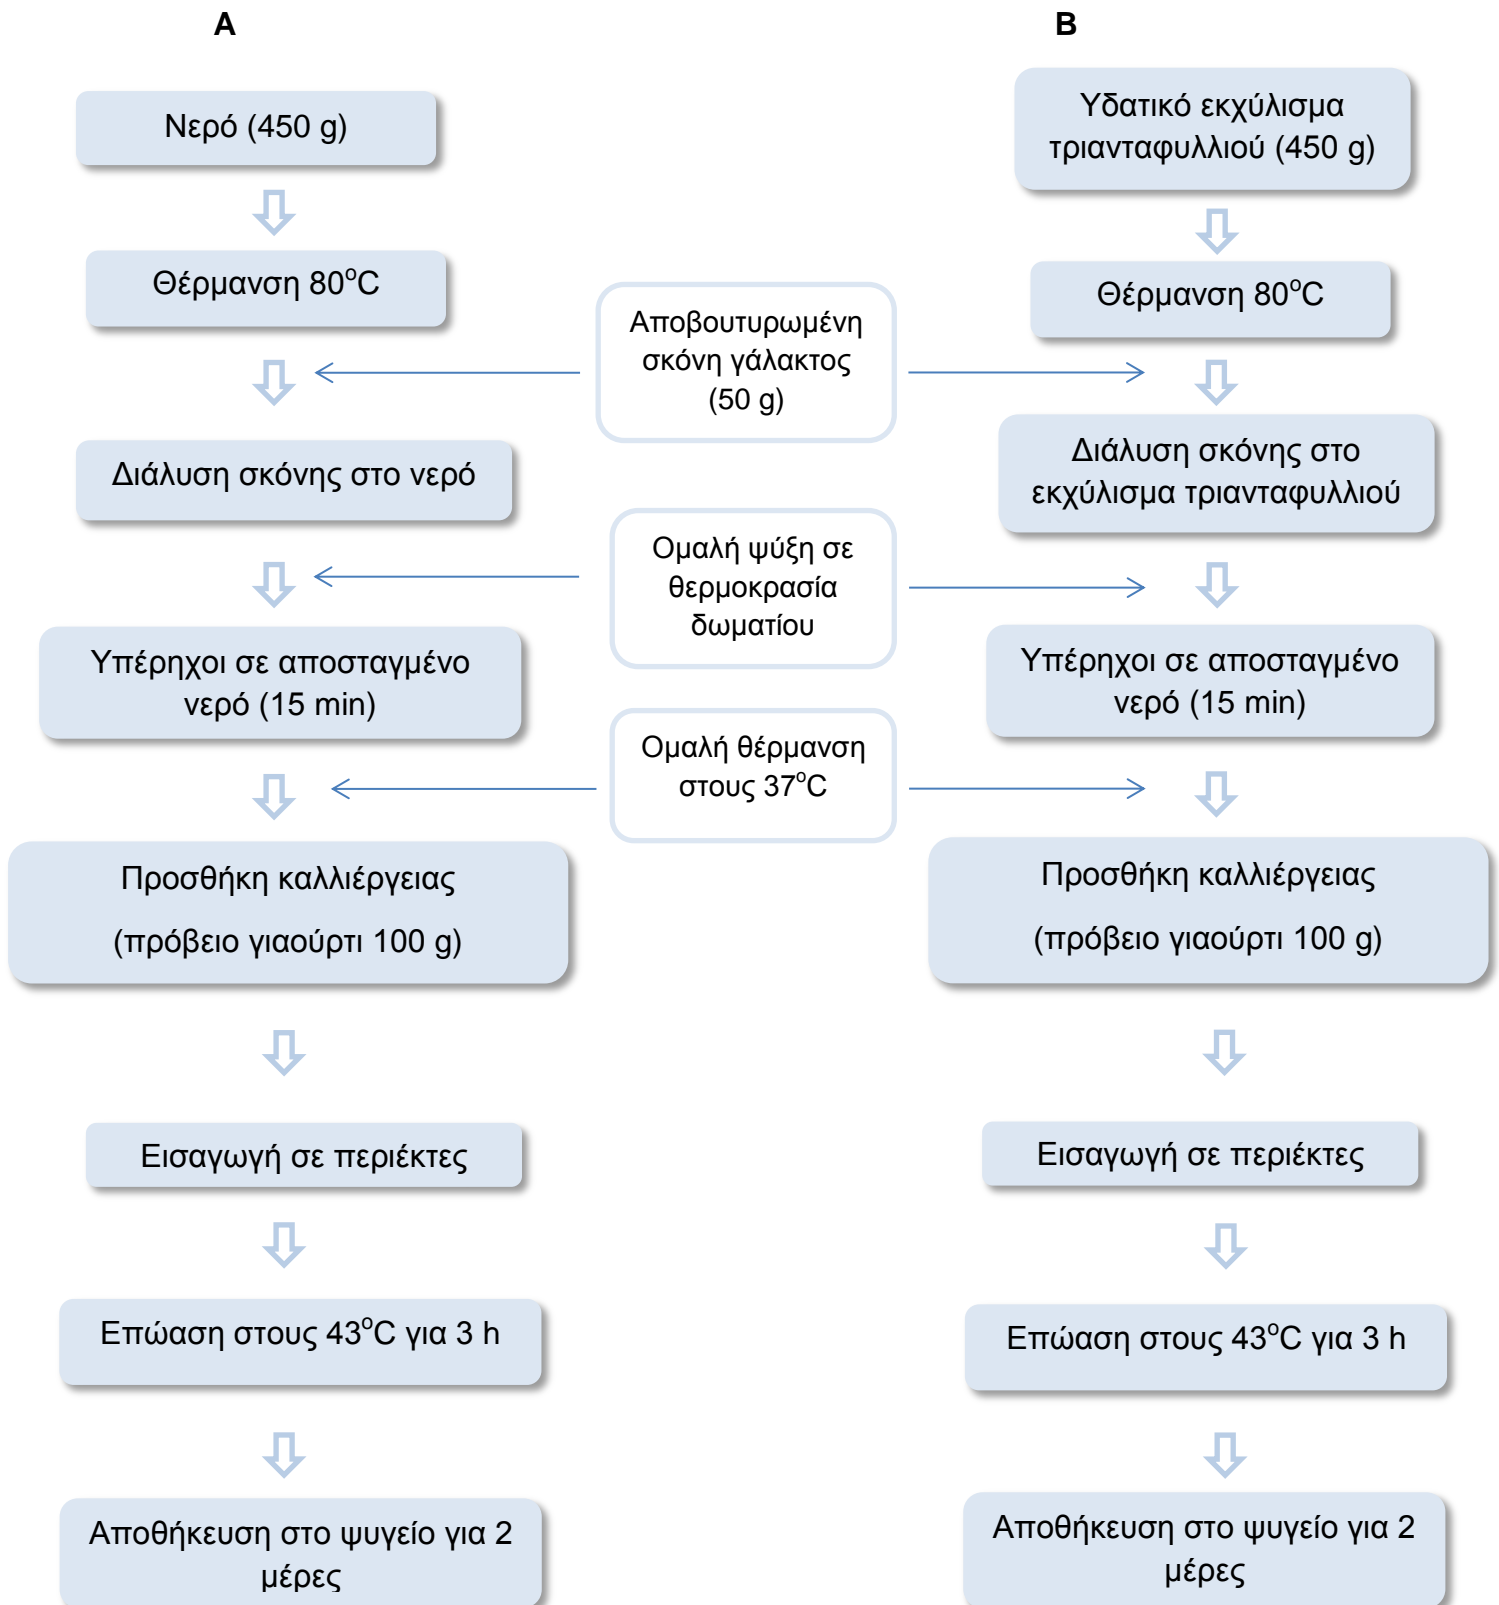 A
Νερό (450 g)
Θέρμανση 80°C
Διάλυση σκόνης στο νερό
Υπέρηχοι σε αποσταγμένο
νερό (15 min)
Προσθήκη καλλιέργειας
(πρόβειο γιαούρτι 100 g)
Εισαγωγή σε περιέκτες
Επώαση στους 43°C για 3 h
Αποθήκευση στο ψυγείο για 2
μέρες
Αποβουτυρωμένη
σκόνη γάλακτος
(50 g)
Ομαλή ψύξη σε
θερμοκρασία
δωματίου
Ομαλή θέρμανση
στους 37°C
B
Υδατικό εκχύλισμα
τριανταφυλλιού (450 g)
Θέρμανση 80°C
Διάλυση σκόνης στο
εκχύλισμα τριανταφυλλιού
Υπέρηχοι σε αποσταγμένο
νερό (15 min)
Προσθήκη καλλιέργειας
(πρόβειο γιαούρτι 100 g)
Εισαγωγή σε περιέκτες
Επώαση στους 43°C για 3 h
Αποθήκευση στο ψυγείο για 2
μέρες